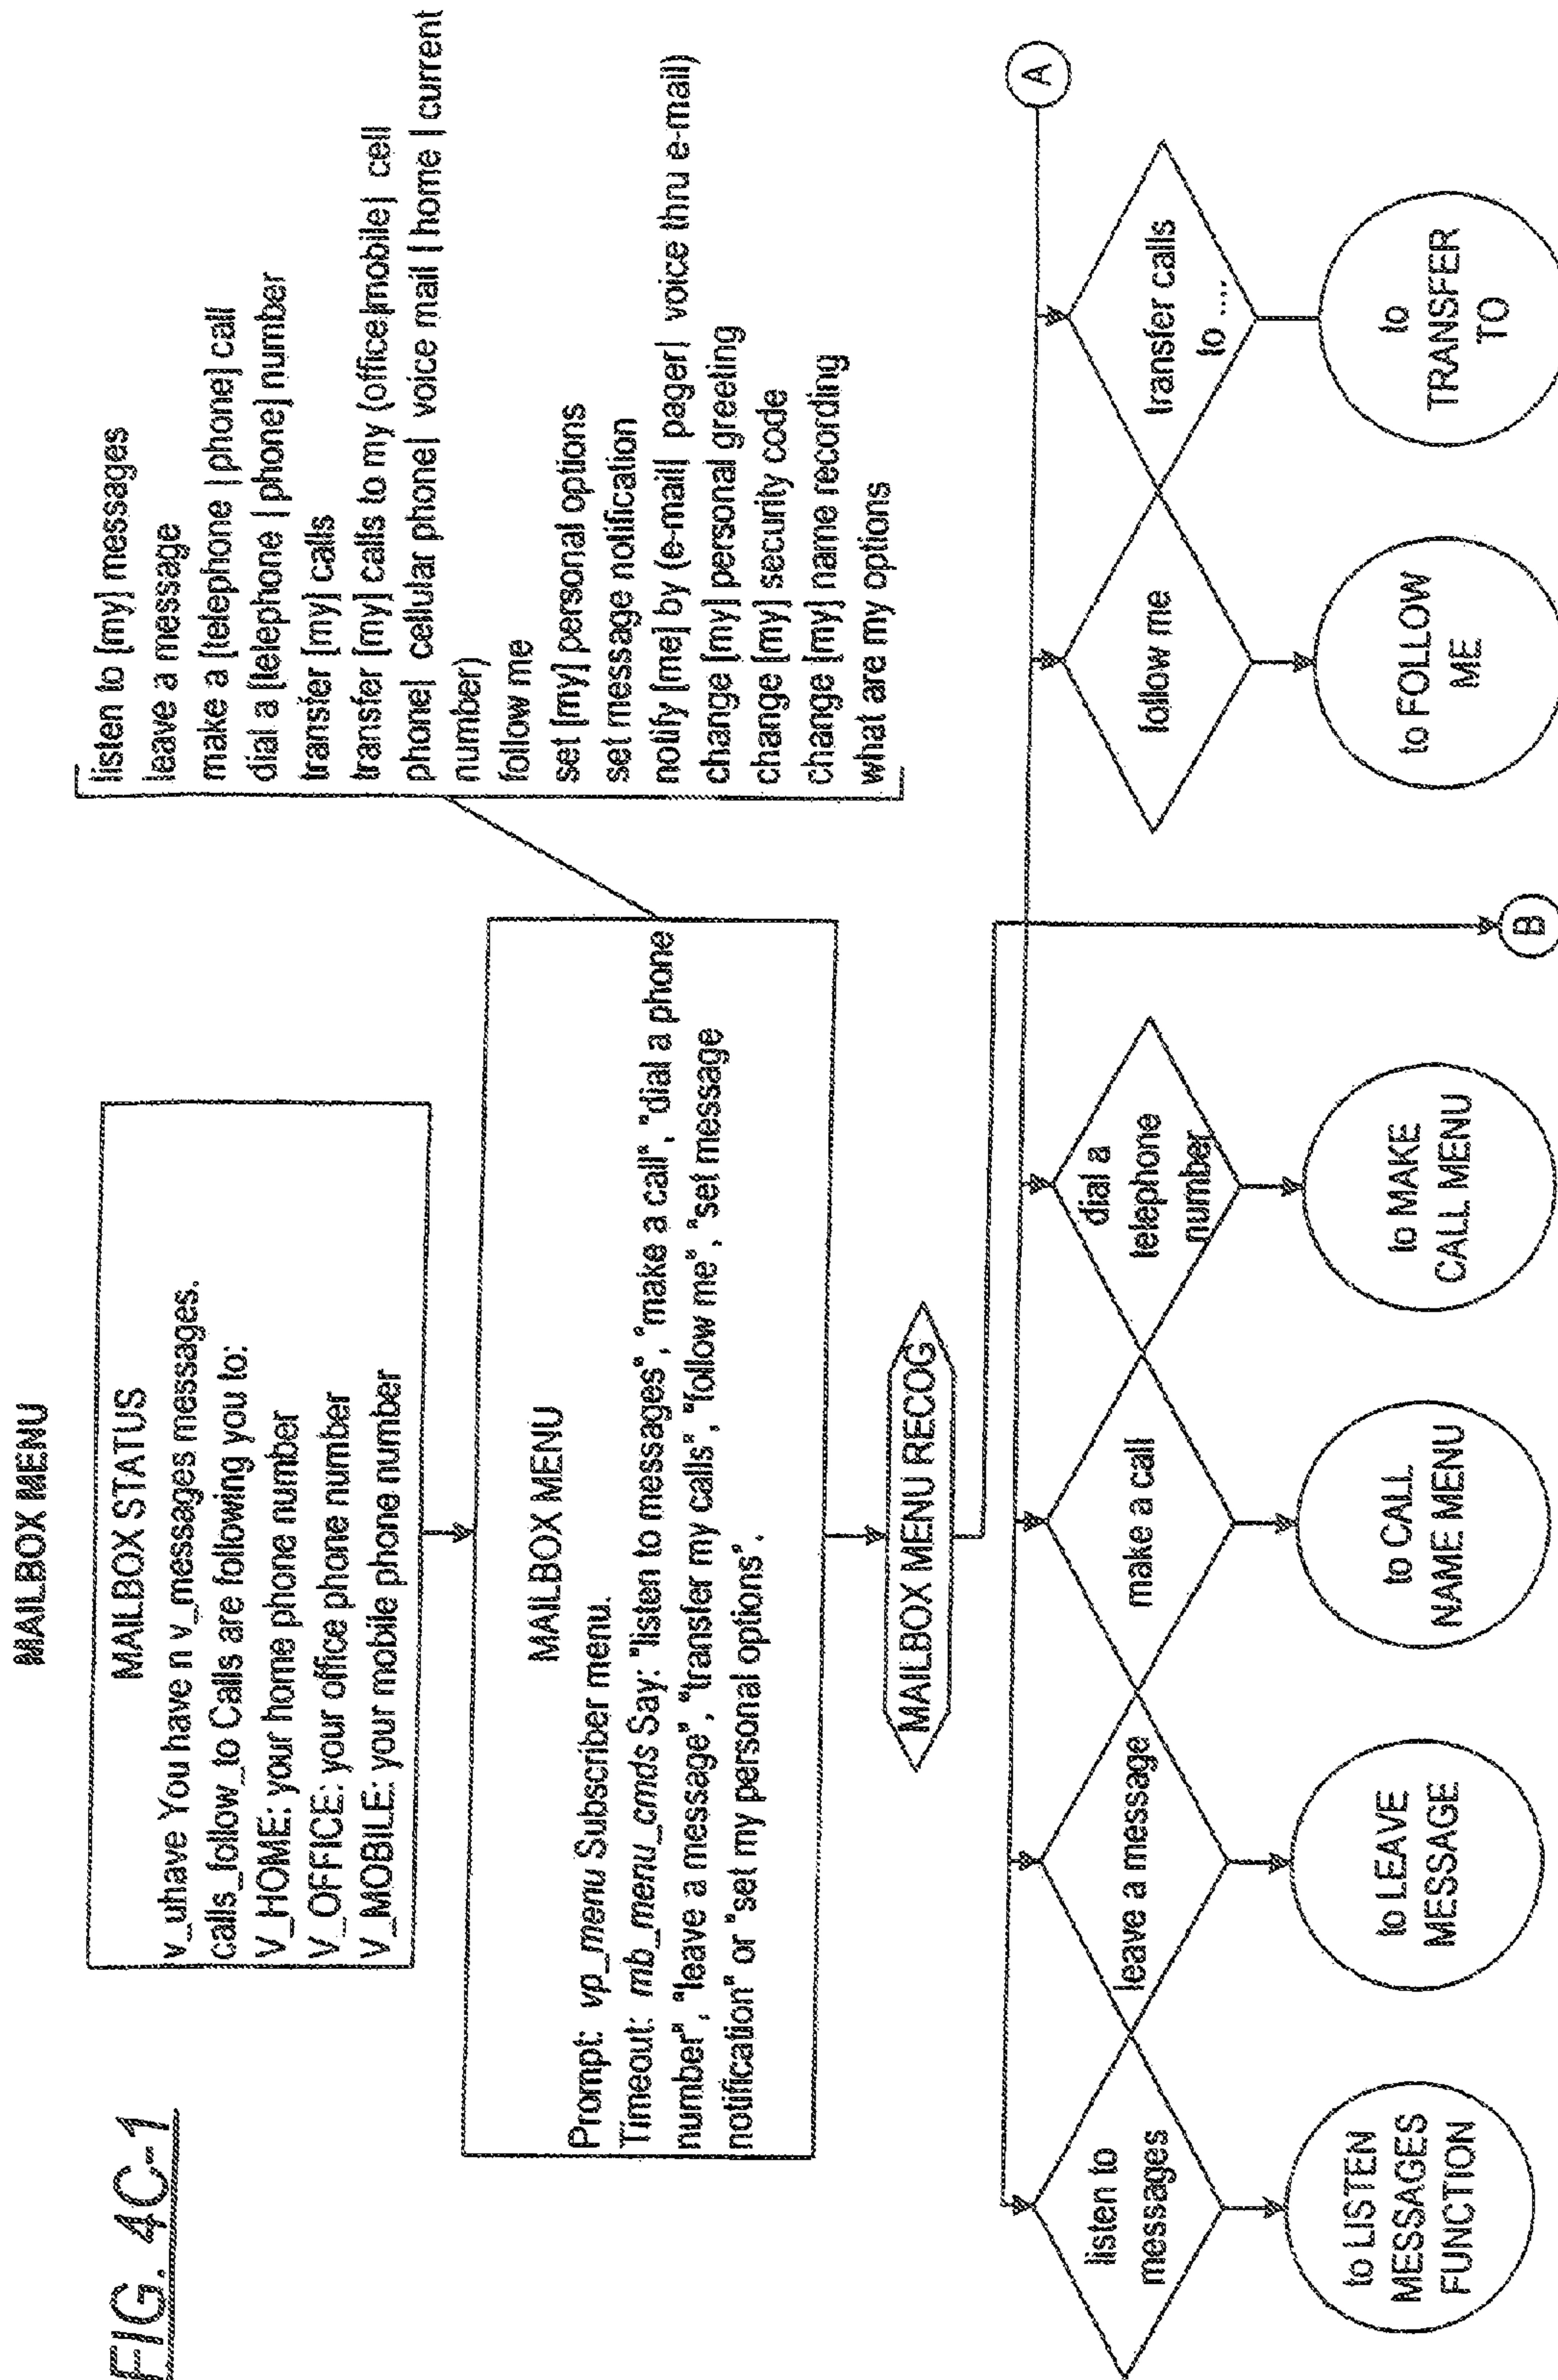 FIG. 4C-1
MAILBOX MENU
MAILBOX STATUS
v_uhave You have n v_messages messages.
calls_follow_to Calls are following you to:
V_HOME: your home phone number
V_OFFICE: your office phone number
V_MOBILE: your mobile phone number
MAILBOX MENU
Prompt: vp_menu Subscriber menu.
Timeout: mb_menu_cmds Say: "listen to messages", "make a call", "dial a phone
number", "leave a message", "transfer my calls", "follow me", "set message
notification" or "set my personal options".
listen to [my] messages
leave a message
make a [telephone | phone] call
dial a [telephone | phone] number
transfer [my] calls
transfer [my] calls to my (office|mobile| cell
phone| cellular phone| voice mail | home | current
number)
follow me
set [my] personal options
set message notification
notify [me] by (e-mail| pager| voice thru e-mail)
change [my] personal greeting
change [my] security code
change [my] name recording
what are my options
MAILBOX MENU RECOG
A
listen to
messages
leave a message
make a call
dial a
telephone
number
follow me
transfer calls
to ....
to LISTEN
MESSAGES
FUNCTION
to LEAVE
MESSAGE
to CALL
NAME MENU
to MAKE
CALL MENU
B
to FOLLOW
ME
to
TRANSFER
TO